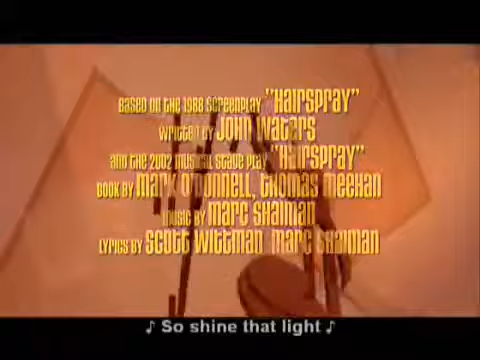 Based on the 1988 screenplay "Hairspray"
written by John Waters
and the 2002 musical stage play "Hairspray"
Book by Mark O'Donnell, Thomas Meehan
Music by Marc Shaiman
Lyrics by Scott Wittman, Marc Shaiman
♪ So shine that light ♪